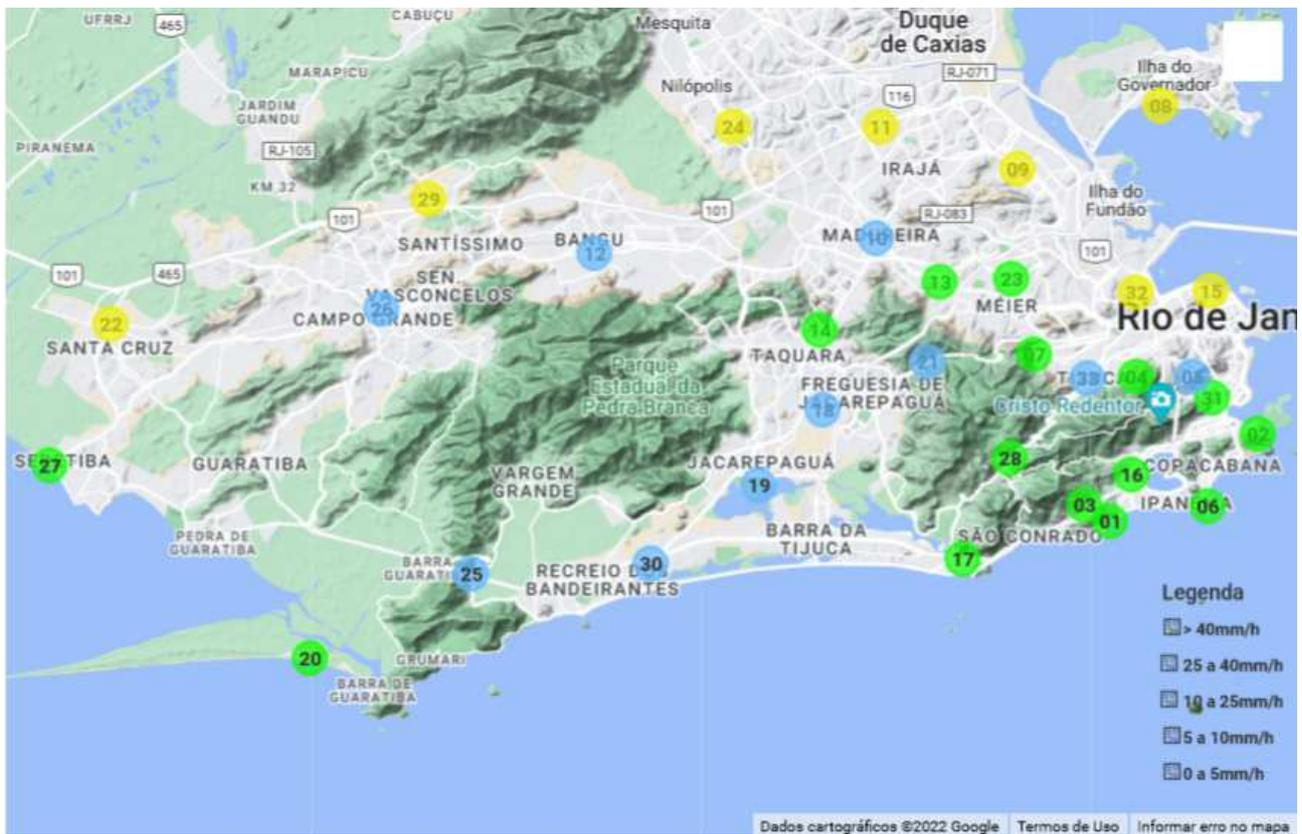 UFRRJ
465
CABUÇU
Mesquita
Duque
de Caxias
RJ-071
Ilha do
Governador
MARAPICU
Nilópolis
116
08
JARDIM
GUANDU
24
11
PIRANEMA
RJ-105
IRAJÁ
09
KM 32
29
Ilha do
Fundão
101
101
RJ-083
SANTÍSSIMO
BANGU
12
10
101
101
465
SEN.
VASCONCELOS
26
CAMPO GRANDE
13
23
MÉIER
32
15
22
SANTA CRUZ
14
TAQUARA
Rio de Jan
Parque
Estadual da
Pedra Branca
21
07
FREGUESIA DE
18
33
04
31
Cristo Redentor
02
27
GUARATIBA
VARGEM
GRANDE
JACAREPAGUÁ
19
28
16
COPACABANA
03
01
06
PEDRA DE
GUARATIBA
BARRA DA
TIJUCA
SÃO CONRADO
17
BARRA
25
RECREIO
30
BANDEIRANTES
20
GRUMARI
BARRA DE
GUARATIBA
Legenda
> 40mm/h
25 a 40mm/h
10 a 25mm/h
5 a 10mm/h
0 a 5mm/h
Dados cartográficos ©2022 Google
Termos de Uso
Informar erro no mapa